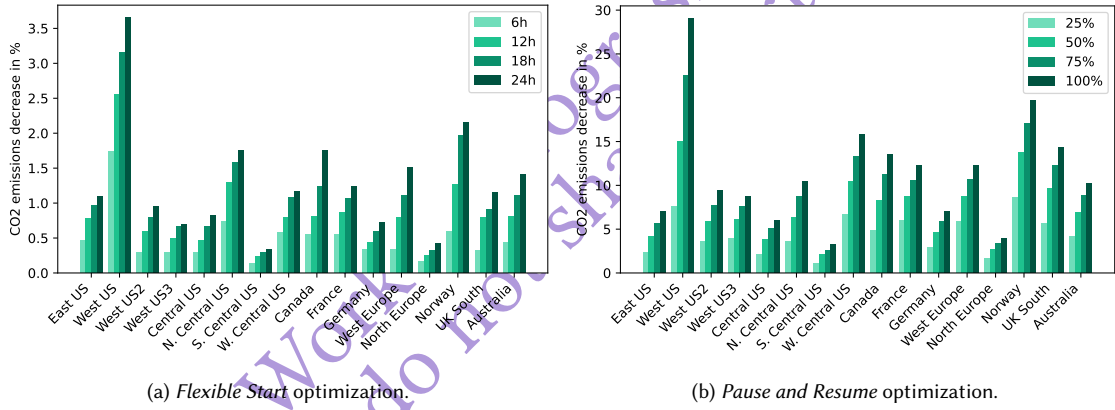 CO2 emissions decrease in %
3.5
3.0
2.5
2.0
1.5
1.0
0.5
0.0
6h
12h
18h
24h
East US
West US
West US2
West US3
Central US
N. Central US
S. Central US
W. Central US
Canada
France
Germany
West Europe
North Europe
Norway
UK South
Australia
(a) Flexible Start optimization.
CO2 emissions decrease in %
30
25
20
15
10
5
0
25%
50%
75%
100%
East US
West US
West US2
West US3
Central US
N. Central US
S. Central US
W. Central US
Canada
France
Germany
West Europe
North Europe
Norway
UK South
Australia
(b) Pause and Resume optimization.
Work
do not